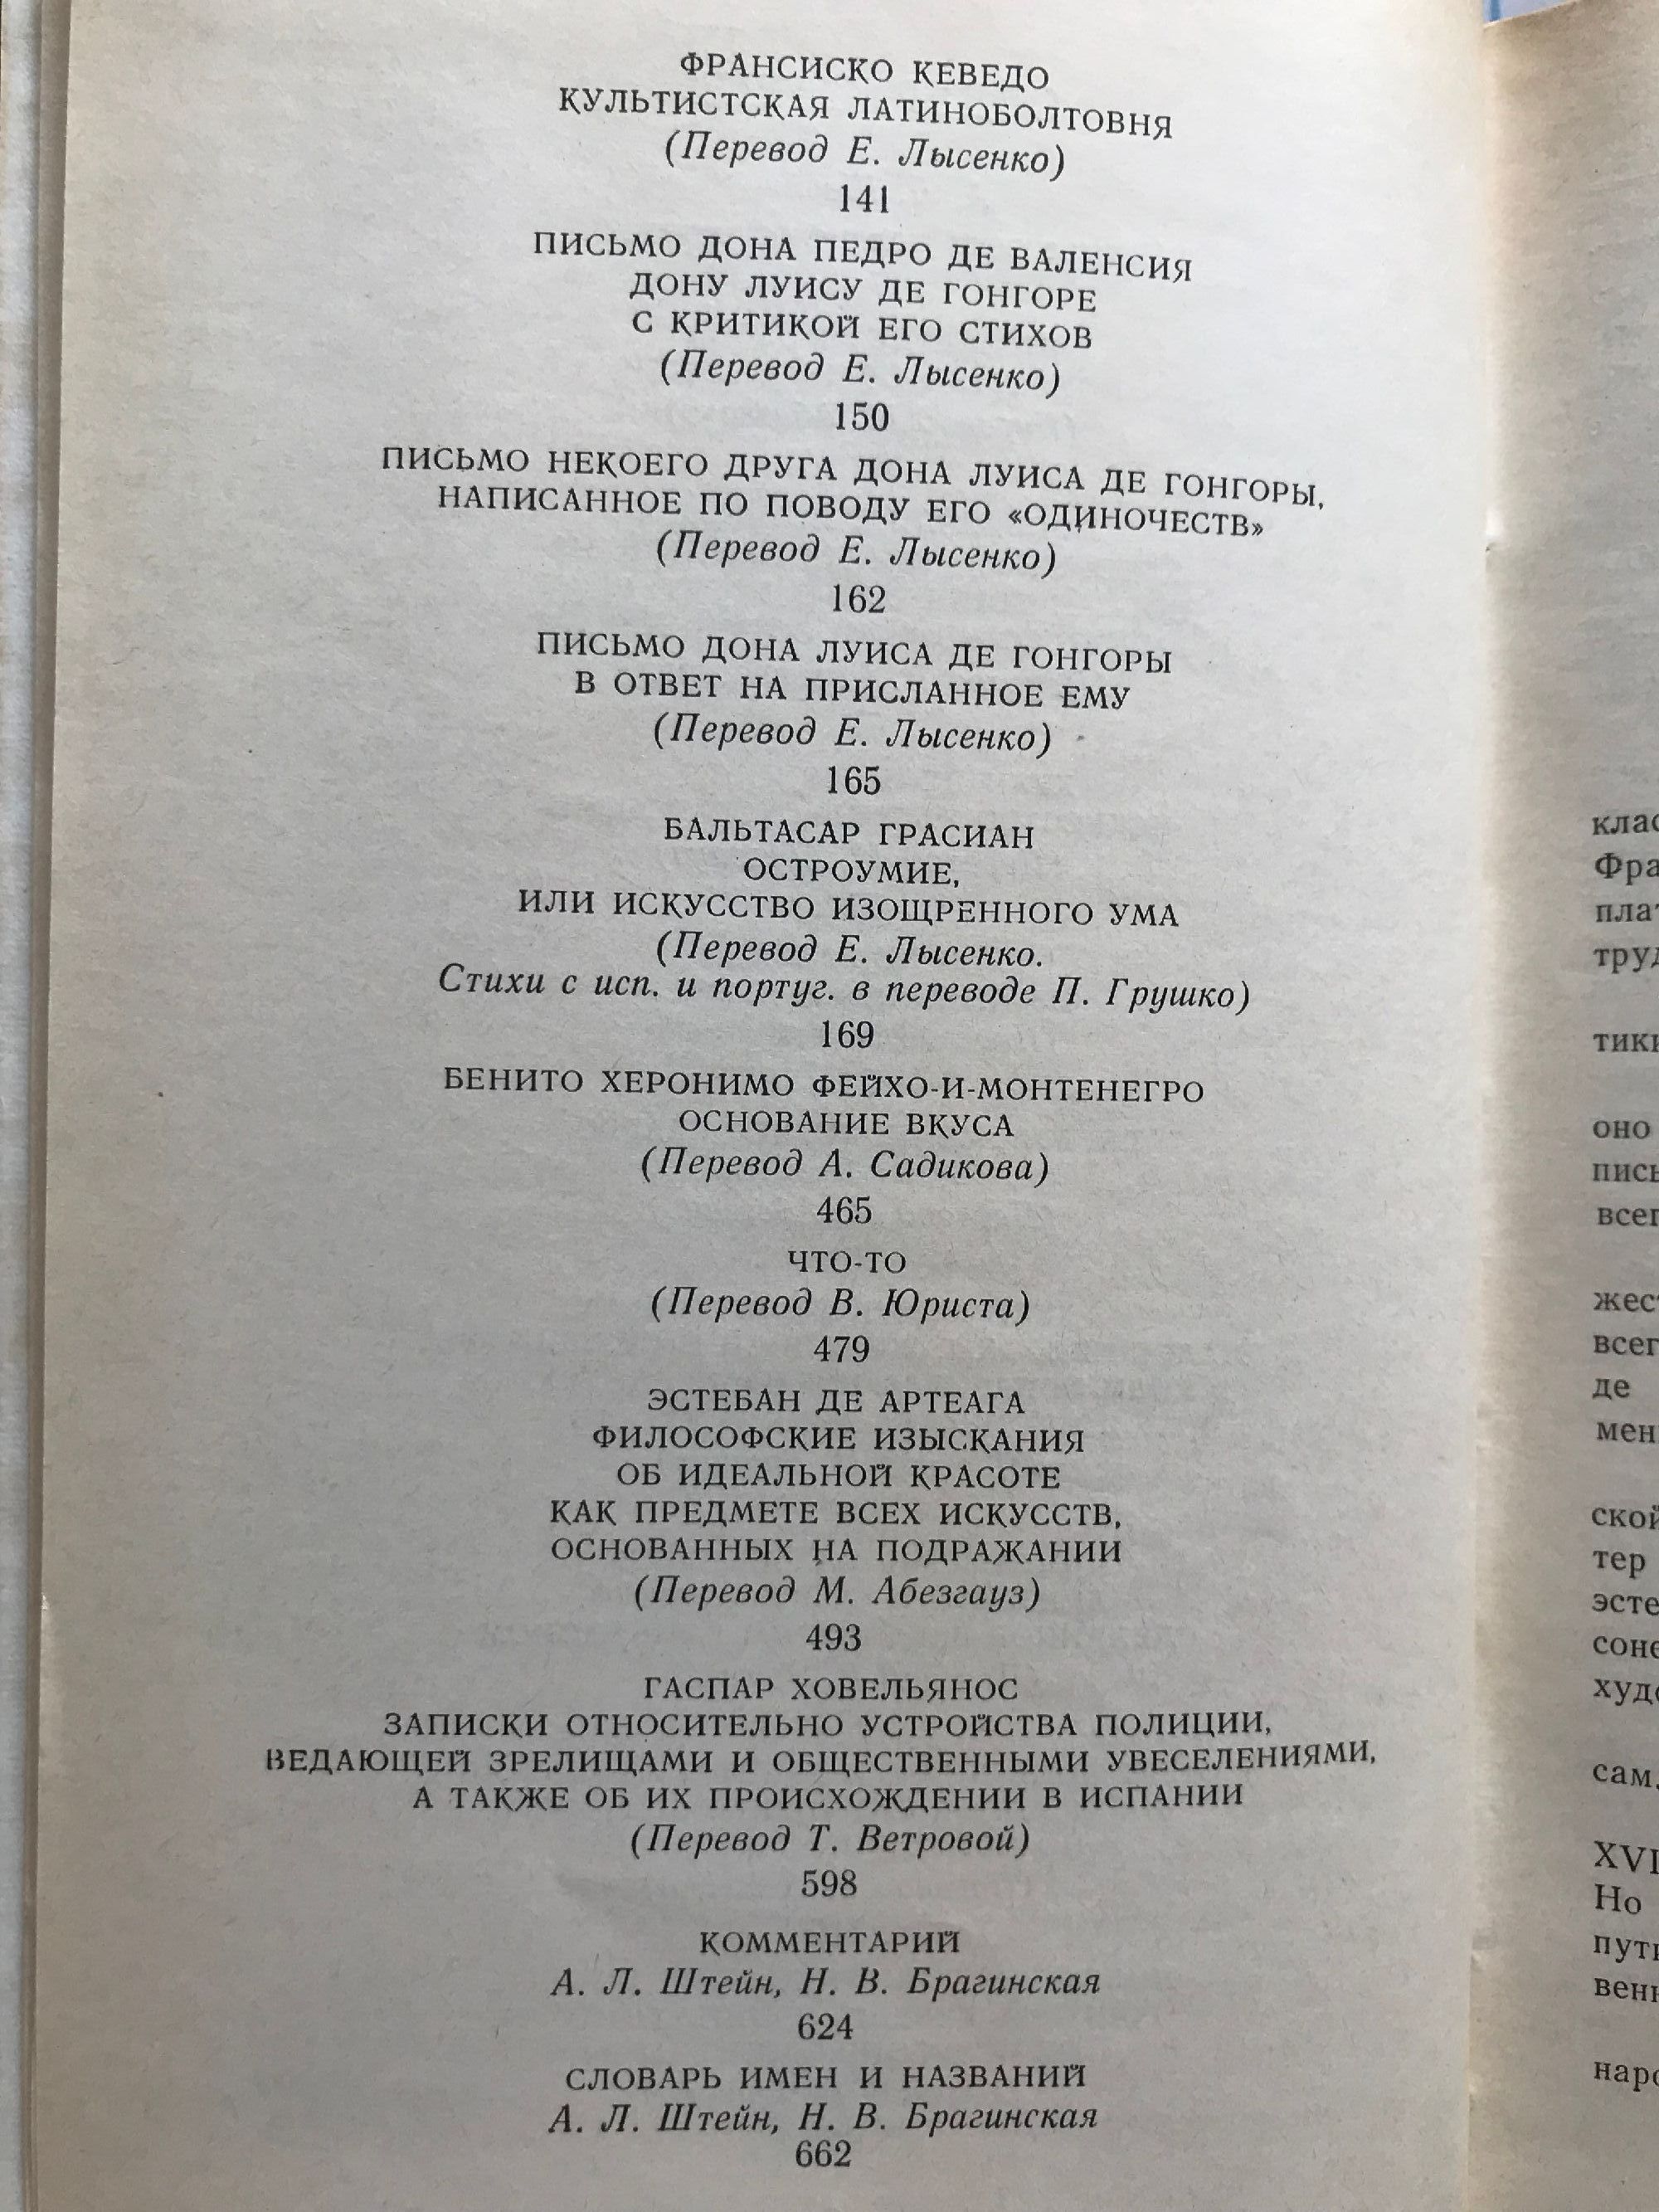 ФРАНСИСКО КЕВЕДО
КУЛЬТИСТСКАЯ ЛАТИНОБОЛТОВНЯ
(Перевод Е. Лысенко)
141
ПИСЬМО ДОНА ПЕДРО ДЕ ВАЛЕНСИЯ
ДОНУ ЛУИСУ ДЕ ГОНГОРЕ
С КРИТИКОЙ ЕГО СТИХОВ
(Перевод Е. Лысенко)
150
ПИСЬМО НЕКОЕГО ДРУГА ДОНА ЛУИСА ДЕ ГОНГОРЫ,
НАПИСАННОЕ ПО ПОВОДУ ЕГО «ОДИНОЧЕСТВ»
(Перевод Е. Лысенко)
162
ПИСЬМО ДОНА ЛУИСА ДЕ ГОНГОРЫ
В ОТВЕТ НА ПРИСЛАННОЕ ЕМУ
(Перевод Е. Лысенко)
165
БАЛЬТАСАР ГРАСИАН
ОСТРОУМИЕ,
ИЛИ ИСКУССТВО ИЗОЩРЕННОГО УМА
(Перевод Е. Лысенко.
Стихи с исп. и португ. в переводе П. Грушко)
169
БЕНИТО ХЕРОНИМО ФЕЙХО-И-МОНТЕНЕГРО
ОСНОВАНИЕ ВКУСА
(Перевод А. Садикова)
465
ЧТО-ТО
(Перевод В. Юриста)
479
ЭСТЕБАН ДЕ АРТЕАГА
ФИЛОСОФСКИЕ ИЗЫСКАНИЯ
ОБ ИДЕАЛЬНОЙ КРАСОТЕ
КАК ПРЕДМЕТЕ ВСЕХ ИСКУССТВ,
ОСНОВАННЫХ НА ПОДРАЖАНИИ
(Перевод М. Абезгауз)
493
ГАСПАР ХОВЕЛЬЯНОС
ЗАПИСКИ ОТНОСИТЕЛЬНО УСТРОЙСТВА ПОЛИЦИИ,
ВЕДАЮЩЕЙ ЗРЕЛИЩАМИ И ОБЩЕСТВЕННЫМИ УВЕСЕЛЕНИЯМИ,
А ТАКЖЕ ОБ ИХ ПРОИСХОЖДЕНИИ В ИСПАНИИ
(Перевод Т. Ветровой)
598
КОММЕНТАРИЙ
А. Л. Штейн, Н. В. Брагинская
624
СЛОВАРЬ ИМЕН И НАЗВАНИЙ
А. Л. Штейн, Н. В. Брагинская
662
оно
де
тер
Но